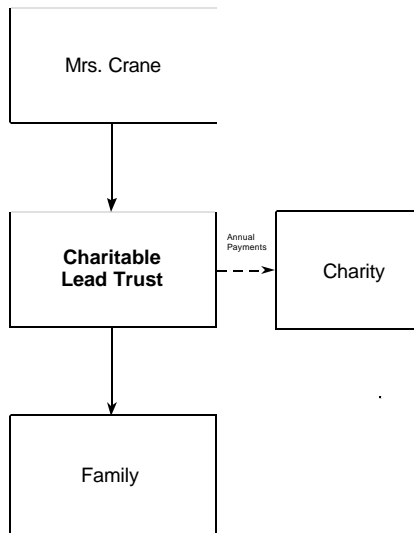 Mrs. Crane
Charitable
Lead Trust
Annual
Payments
Charity
Family